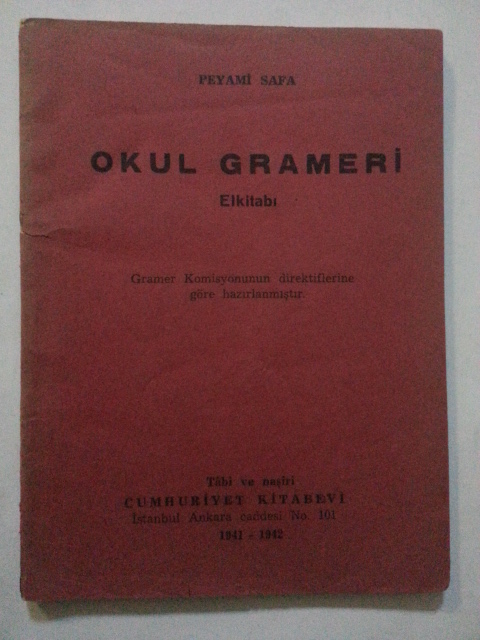 PEYAMİ SAFA
OKUL GRAMERİ
Elkitabı
Gramer Komisyonunun direktiflerine
göre hazırlanmıştır.
Tâbi ve naşiri
CUMHURİYET KİTABEVİ
İstanbul Ankara caddesi No. 101
1941 - 1942